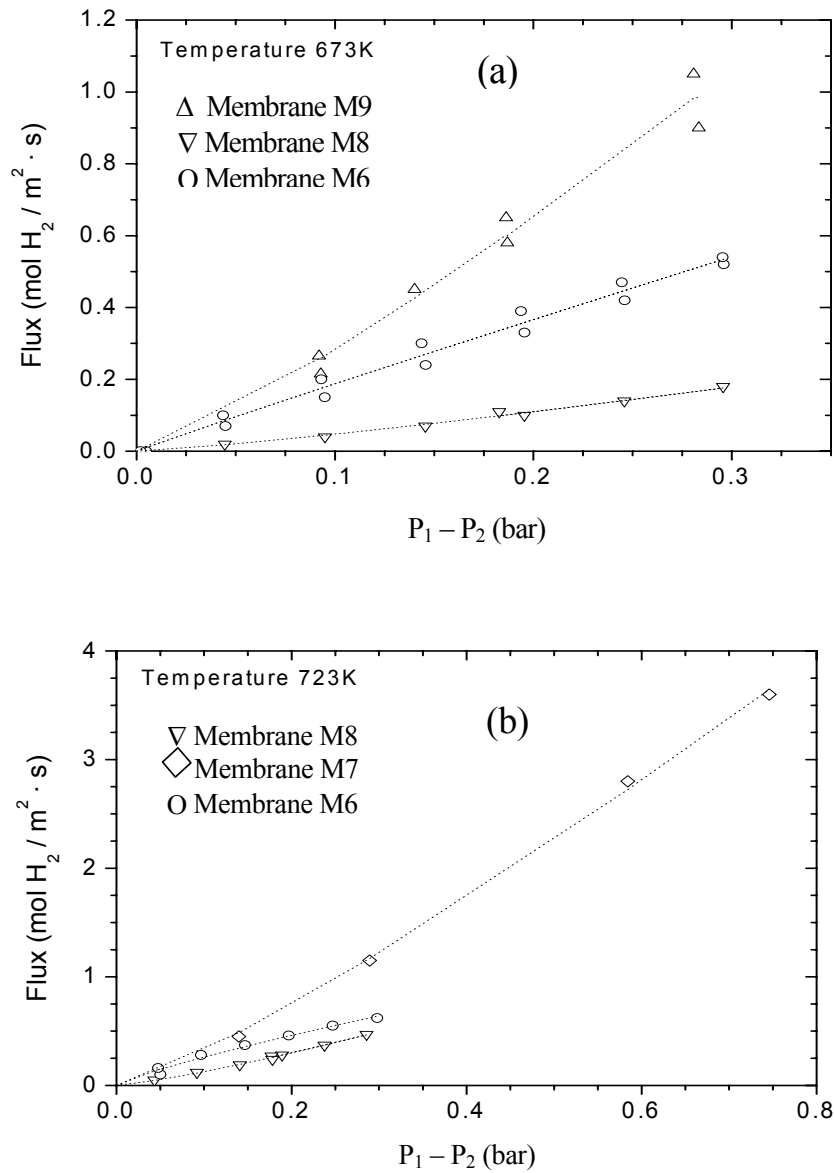 1.2
Temperature 673K
(a)
1.0
Membrane M9
Membrane M8
Membrane M6
0.8
0.6
0.4
0.2
0.0
Flux (mol H₂ / m² · s)
0.0 0.1 0.2 0.3
P₁ – P₂ (bar)
4
Temperature 723K
(b)
Membrane M8
Membrane M7
Membrane M6
3
2
1
0
Flux (mol H₂ / m² · s)
0.0 0.2 0.4 0.6 0.8
P₁ – P₂ (bar)